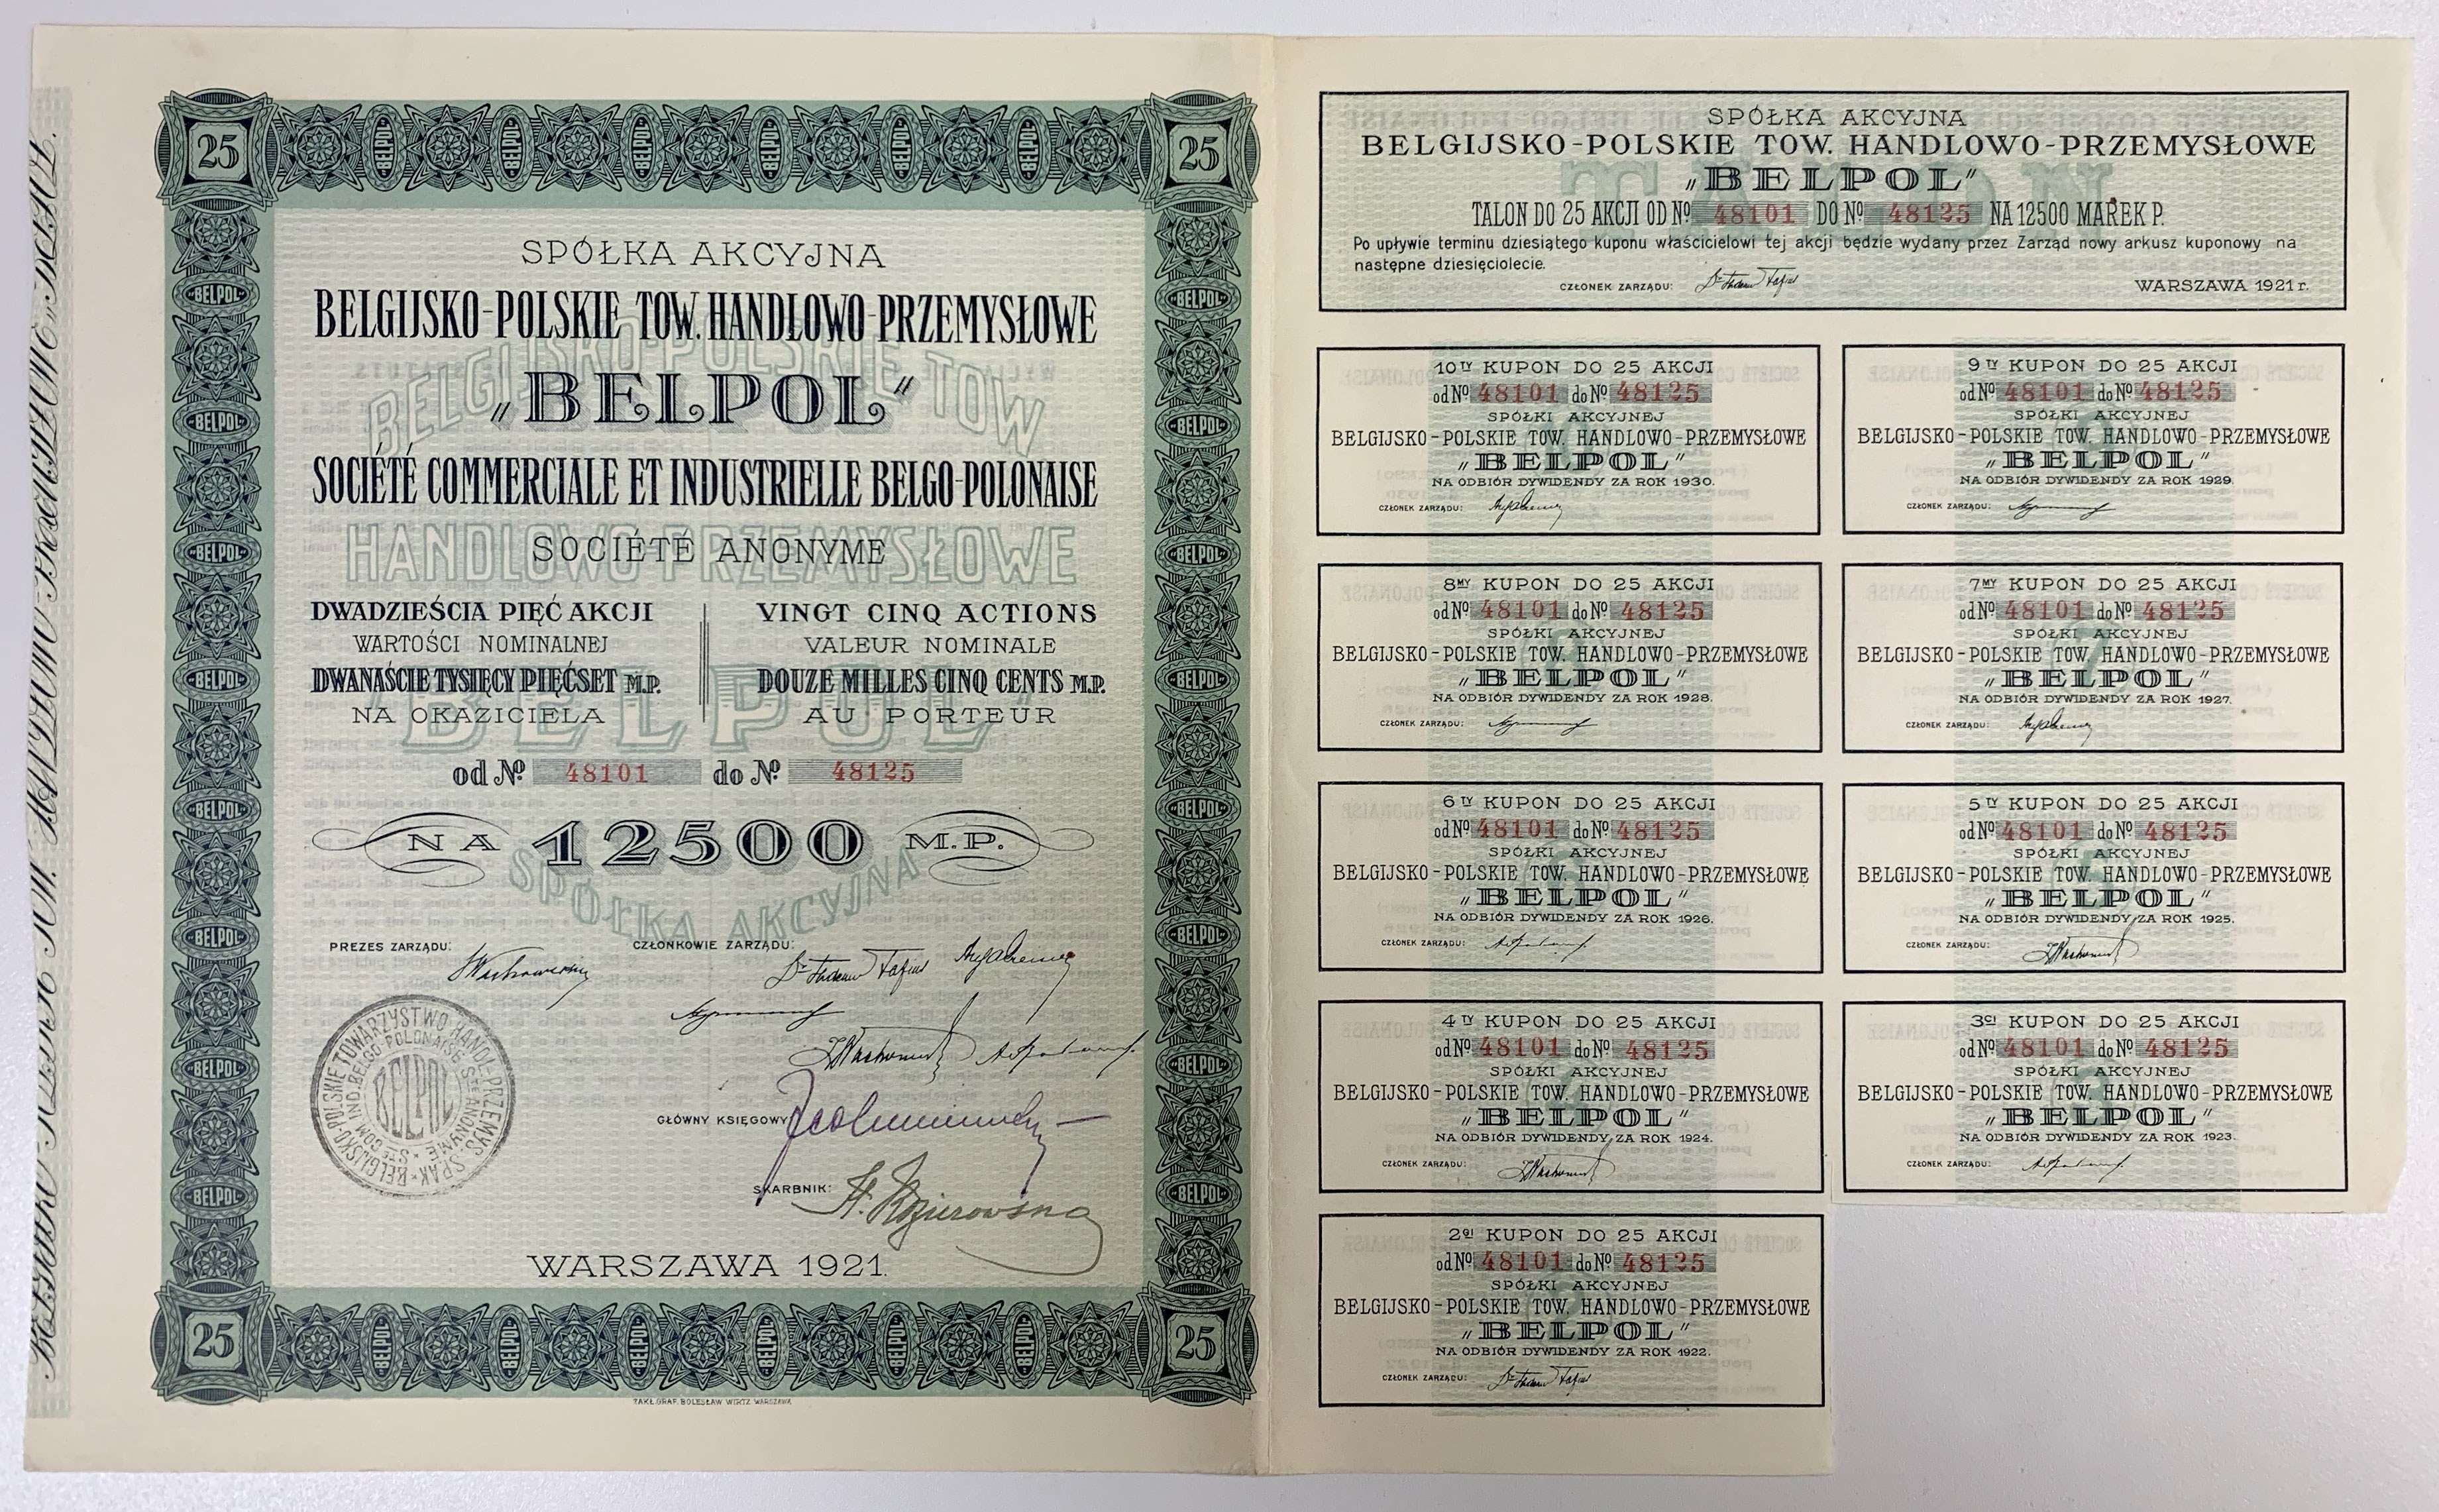 25
25
SPÓŁKA AKCYJNA
BELGIJSKO-POLSKIE TOW. HANDLOWO-PRZEMYSŁOWE
„BELPOL”
SOCIÉTÉ COMMERCIALE ET INDUSTRIELLE BELGO-POLONAISE
SOCIÉTÉ ANONYME
DWADZIEŚCIA PIĘĆ AKCJI
WARTOŚCI NOMINALNEJ
DWANAŚCIE TYSIĘCY PIĘĆSET M.P.
NA OKAZICIELA
VINGT CINQ ACTIONS
VALEUR NOMINALE
DOUZE MILLES CINQ CENTS M.P.
AU PORTEUR
od № 48101 do № 48125
NA 12500 M.P.
BELGIJSKO-POLSKIE TOW
HANDLOWO-PRZEMYSŁOWE
BELPOL
SPÓŁKA AKCYJNA
PREZES ZARZĄDU:
CZŁONKOWIE ZARZĄDU:
GŁÓWNY KSIĘGOWY
SKARBNIK:
WARSZAWA 1921.
25
25
ZAKŁ. GRAF. BOLESŁAW WIRTZ WARSZAWA
SPÓŁKA AKCYJNA
BELGIJSKO-POLSKIE TOW. HANDLOWO-PRZEMYSŁOWE
„BELPOL”
TALON DO 25 AKCJI OD № 48101 DO № 48125 NA 12500 MAREK P.
Po upływie terminu dziesiątego kuponu właścicielowi tej akcji będzie wydany przez Zarząd nowy arkusz kuponowy na
następne dziesięciolecie.
CZŁONEK ZARZĄDU:
WARSZAWA 1921 r.
10TY KUPON DO 25 AKCJI
od № 48101 do № 48125
SPÓŁKI AKCYJNEJ
BELGIJSKO-POLSKIE TOW. HANDLOWO-PRZEMYSŁOWE
„BELPOL”
NA ODBIÓR DYWIDENDY ZA ROK 1930.
CZŁONEK ZARZĄDU:
9TY KUPON DO 25 AKCJI
od № 48101 do № 48125
SPÓŁKI AKCYJNEJ
BELGIJSKO-POLSKIE TOW. HANDLOWO-PRZEMYSŁOWE
„BELPOL”
NA ODBIÓR DYWIDENDY ZA ROK 1929.
CZŁONEK ZARZĄDU:
8MY KUPON DO 25 AKCJI
od № 48101 do № 48125
SPÓŁKI AKCYJNEJ
BELGIJSKO-POLSKIE TOW. HANDLOWO-PRZEMYSŁOWE
„BELPOL”
NA ODBIÓR DYWIDENDY ZA ROK 1928.
CZŁONEK ZARZĄDU:
7MY KUPON DO 25 AKCJI
od № 48101 do № 48125
SPÓŁKI AKCYJNEJ
BELGIJSKO-POLSKIE TOW. HANDLOWO-PRZEMYSŁOWE
„BELPOL”
NA ODBIÓR DYWIDENDY ZA ROK 1927.
CZŁONEK ZARZĄDU:
6TY KUPON DO 25 AKCJI
od № 48101 do № 48125
SPÓŁKI AKCYJNEJ
BELGIJSKO-POLSKIE TOW. HANDLOWO-PRZEMYSŁOWE
„BELPOL”
NA ODBIÓR DYWIDENDY ZA ROK 1926.
CZŁONEK ZARZĄDU:
5TY KUPON DO 25 AKCJI
od № 48101 do № 48125
SPÓŁKI AKCYJNEJ
BELGIJSKO-POLSKIE TOW. HANDLOWO-PRZEMYSŁOWE
„BELPOL”
NA ODBIÓR DYWIDENDY ZA ROK 1925.
CZŁONEK ZARZĄDU:
4TY KUPON DO 25 AKCJI
od № 48101 do № 48125
SPÓŁKI AKCYJNEJ
BELGIJSKO-POLSKIE TOW. HANDLOWO-PRZEMYSŁOWE
„BELPOL”
NA ODBIÓR DYWIDENDY ZA ROK 1924.
CZŁONEK ZARZĄDU:
3CI KUPON DO 25 AKCJI
od № 48101 do № 48125
SPÓŁKI AKCYJNEJ
BELGIJSKO-POLSKIE TOW. HANDLOWO-PRZEMYSŁOWE
„BELPOL”
NA ODBIÓR DYWIDENDY ZA ROK 1923.
CZŁONEK ZARZĄDU:
2GI KUPON DO 25 AKCJI
od № 48101 do № 48125
SPÓŁKI AKCYJNEJ
BELGIJSKO-POLSKIE TOW. HANDLOWO-PRZEMYSŁOWE
„BELPOL”
NA ODBIÓR DYWIDENDY ZA ROK 1922.
CZŁONEK ZARZĄDU: